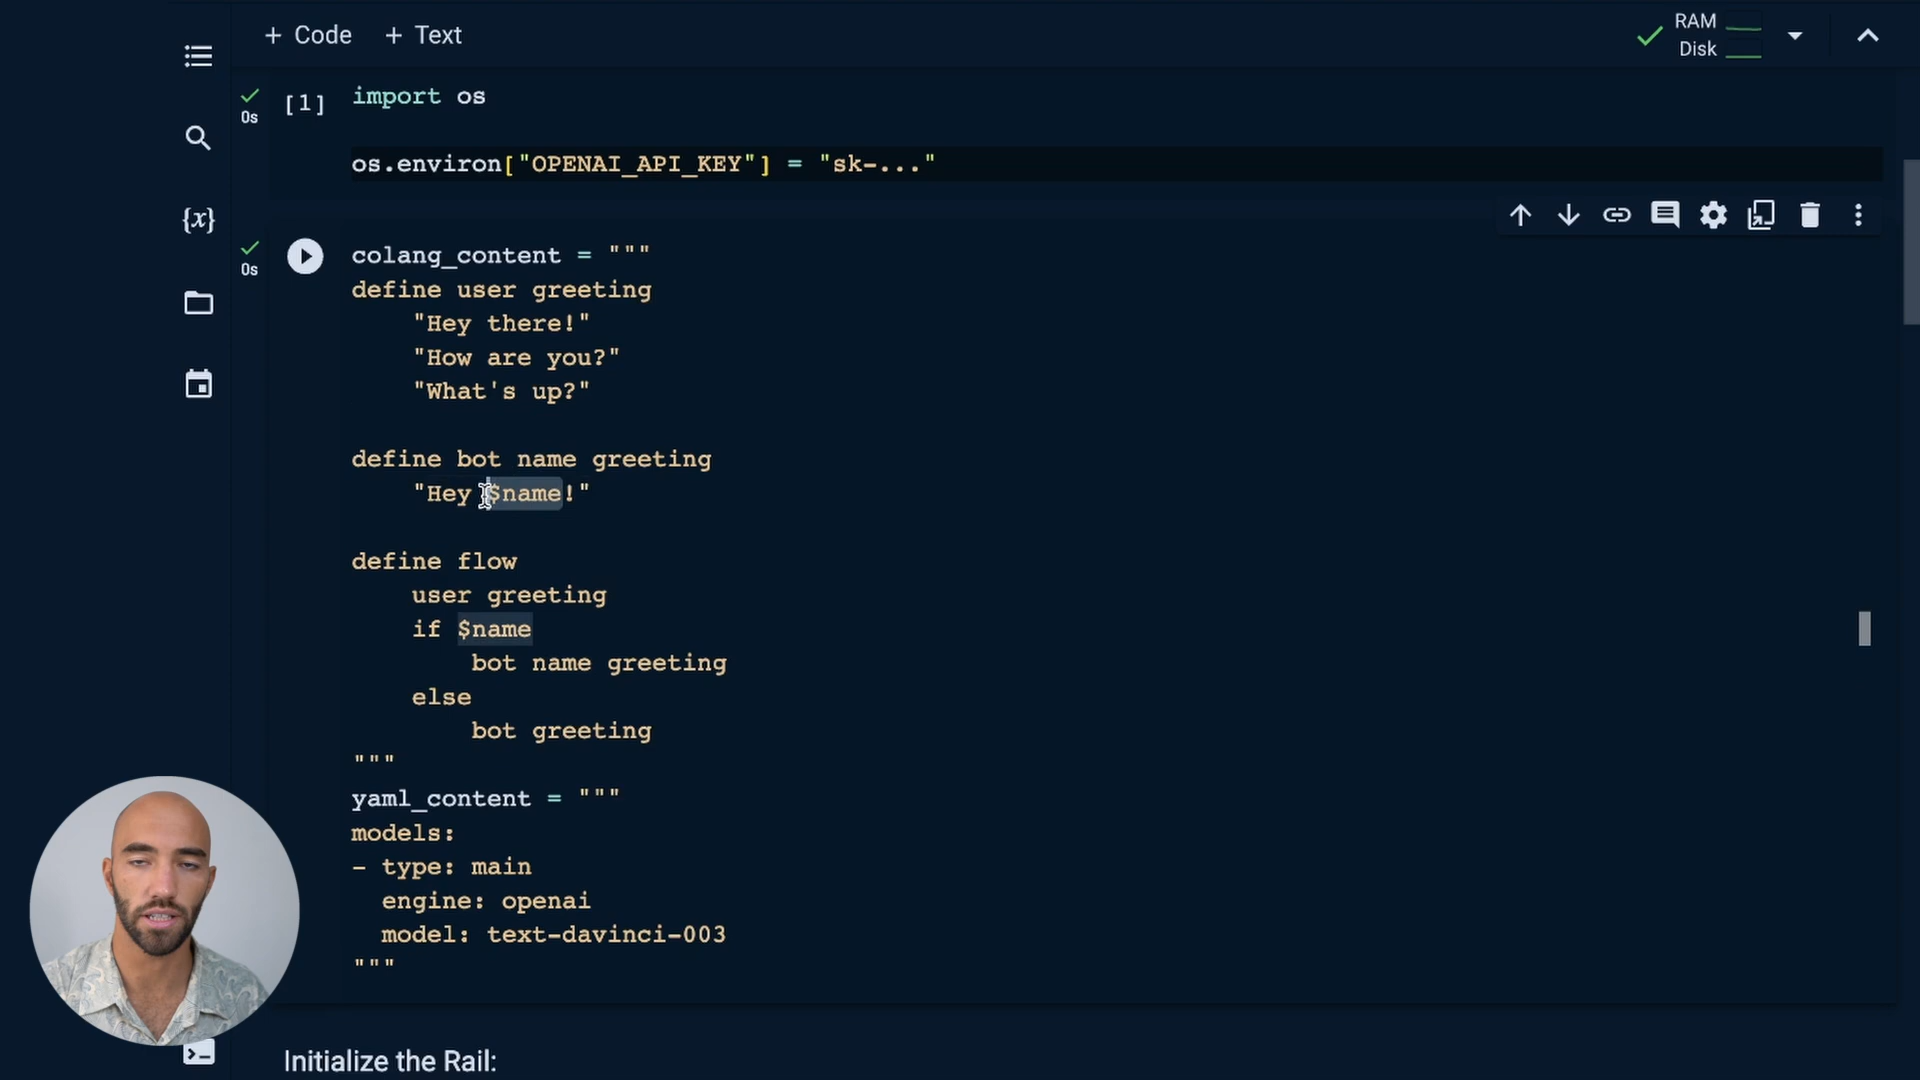 + Code + Text
RAM
Disk
0s
[1]
import os
os.environ["OPENAI_API_KEY"] = "sk-..."
{x}
0s
colang_content = """
define user greeting
"Hey there!"
"How are you?"
"What's up?"
define bot name greeting
"Hey $name!"
define flow
user greeting
if $name
bot name greeting
else
bot greeting
"""
yaml_content = """
models:
- type: main
engine: openai
model: text-davinci-003
"""
Initialize the Rail: